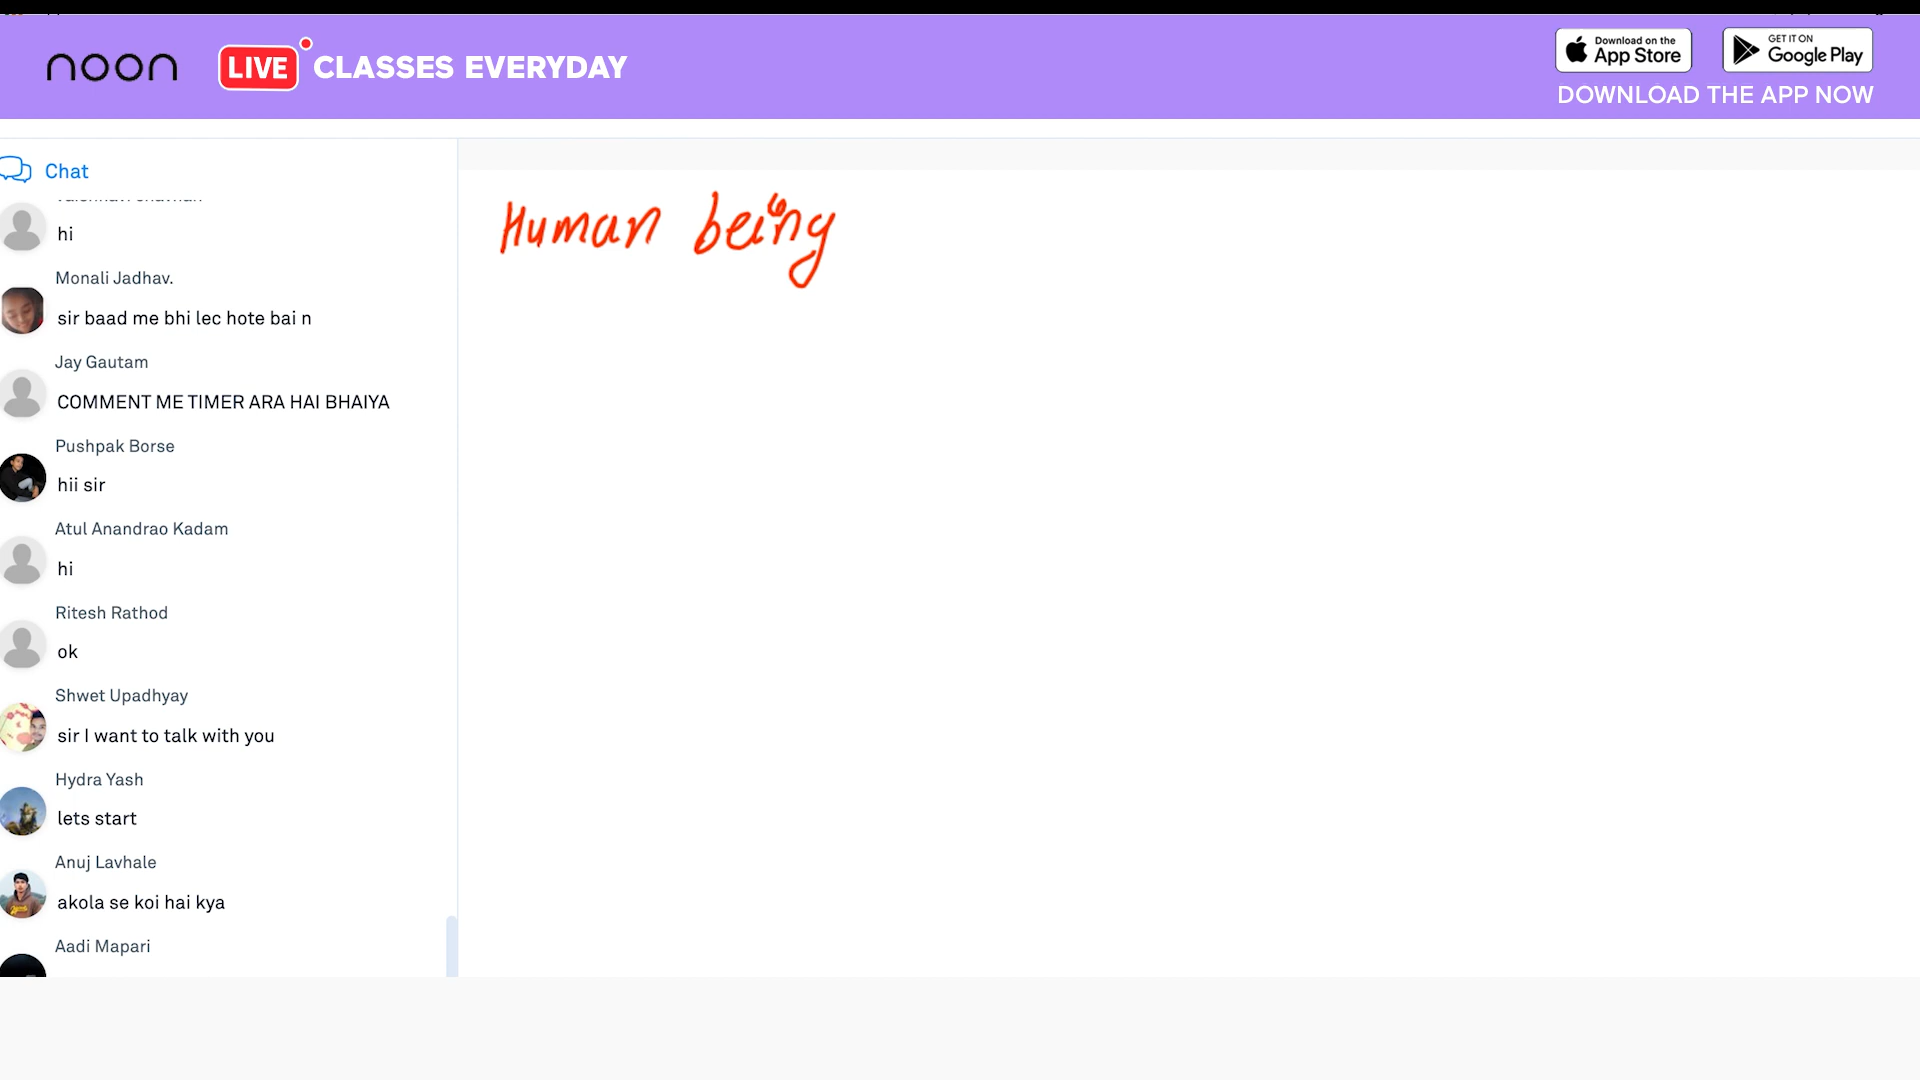 noon LIVE CLASSES EVERYDAY
Download on the App Store
GET IT ON Google Play
DOWNLOAD THE APP NOW
Chat
hi
Monali Jadhav.
sir baad me bhi lec hote bai n
Jay Gautam
COMMENT ME TIMER ARA HAI BHAIYA
Pushpak Borse
hii sir
Atul Anandrao Kadam
hi
Ritesh Rathod
ok
Shwet Upadhyay
sir I want to talk with you
Hydra Yash
lets start
Anuj Lavhale
akola se koi hai kya
Aadi Mapari
Human being